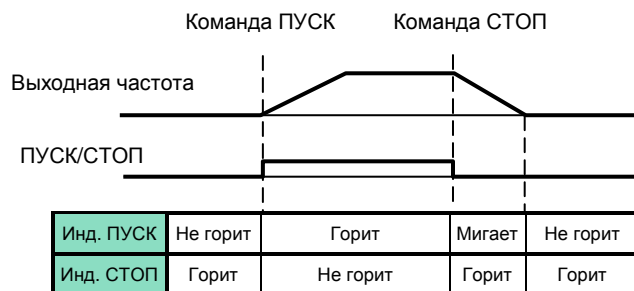 Команда ПУСК Команда СТОП
Выходная частота
ПУСК/СТОП
Инд. ПУСК Не горит Горит Мигает Не горит
Инд. СТОП Горит Не горит Горит Горит